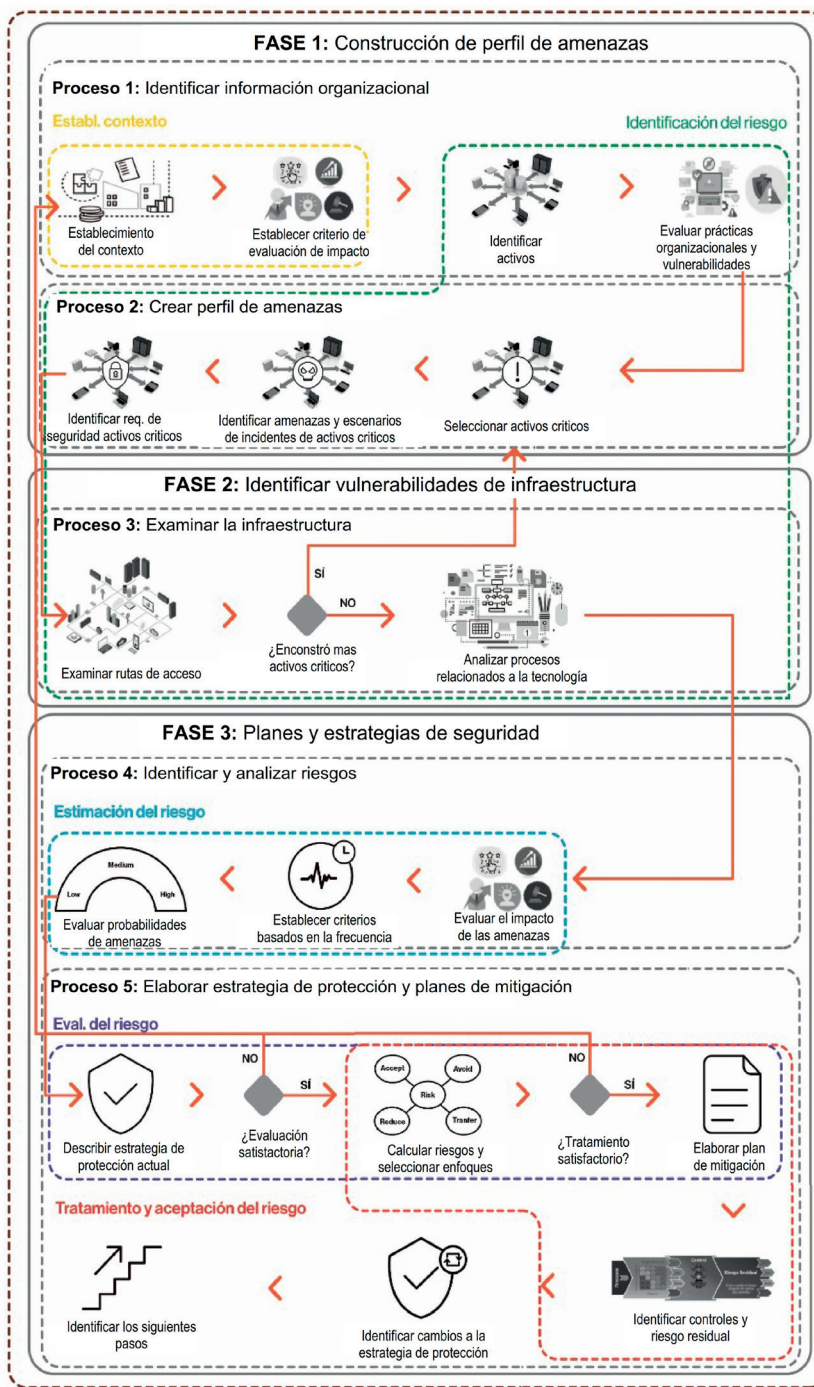 FASE 1: Construcción de perfil de amenazas
Proceso 1: Identificar información organizacional
Establ. contexto
Identificación del riesgo
Establecimiento
del contexto
Establecer criterio de
evaluación de impacto
Identificar
activos
Evaluar prácticas
organizacionales y
vulnerabilidades
Proceso 2: Crear perfil de amenazas
Identificar req. de
seguridad activos criticos
Identificar amenazas y escenarios
de incidentes de activos criticos
Seleccionar activos criticos
FASE 2: Identificar vulnerabilidades de infraestructura
Proceso 3: Examinar la infraestructura
SÍ
NO
Examinar rutas de acceso
¿Enconstró mas
activos criticos?
Analizar procesos
relacionados a la tecnología
FASE 3: Planes y estrategias de seguridad
Proceso 4: Identificar y analizar riesgos
Estimación del riesgo
Medium
Low
High
Evaluar probabilidades
de amenazas
Establecer criterios
basados en la frecuencia
Evaluar el impacto
de las amenazas
Proceso 5: Elaborar estrategia de protección y planes de mitigación
Eval. del riesgo
NO
SÍ
Accept
Avoid
Risk
Reduce
Tranfer
NO
SÍ
Describir estrategia de
protección actual
¿Evaluación
satistactoria?
Calcular riesgos y
seleccionar enfoques
¿Tratamiento
satisfactorio?
Elaborar plan
de mitigación
Tratamiento y aceptación del riesgo
Control
Riesgo Residual
Identificar los siguientes
pasos
Identificar cambios a la
estrategia de protección
Identificar controles y
riesgo residual